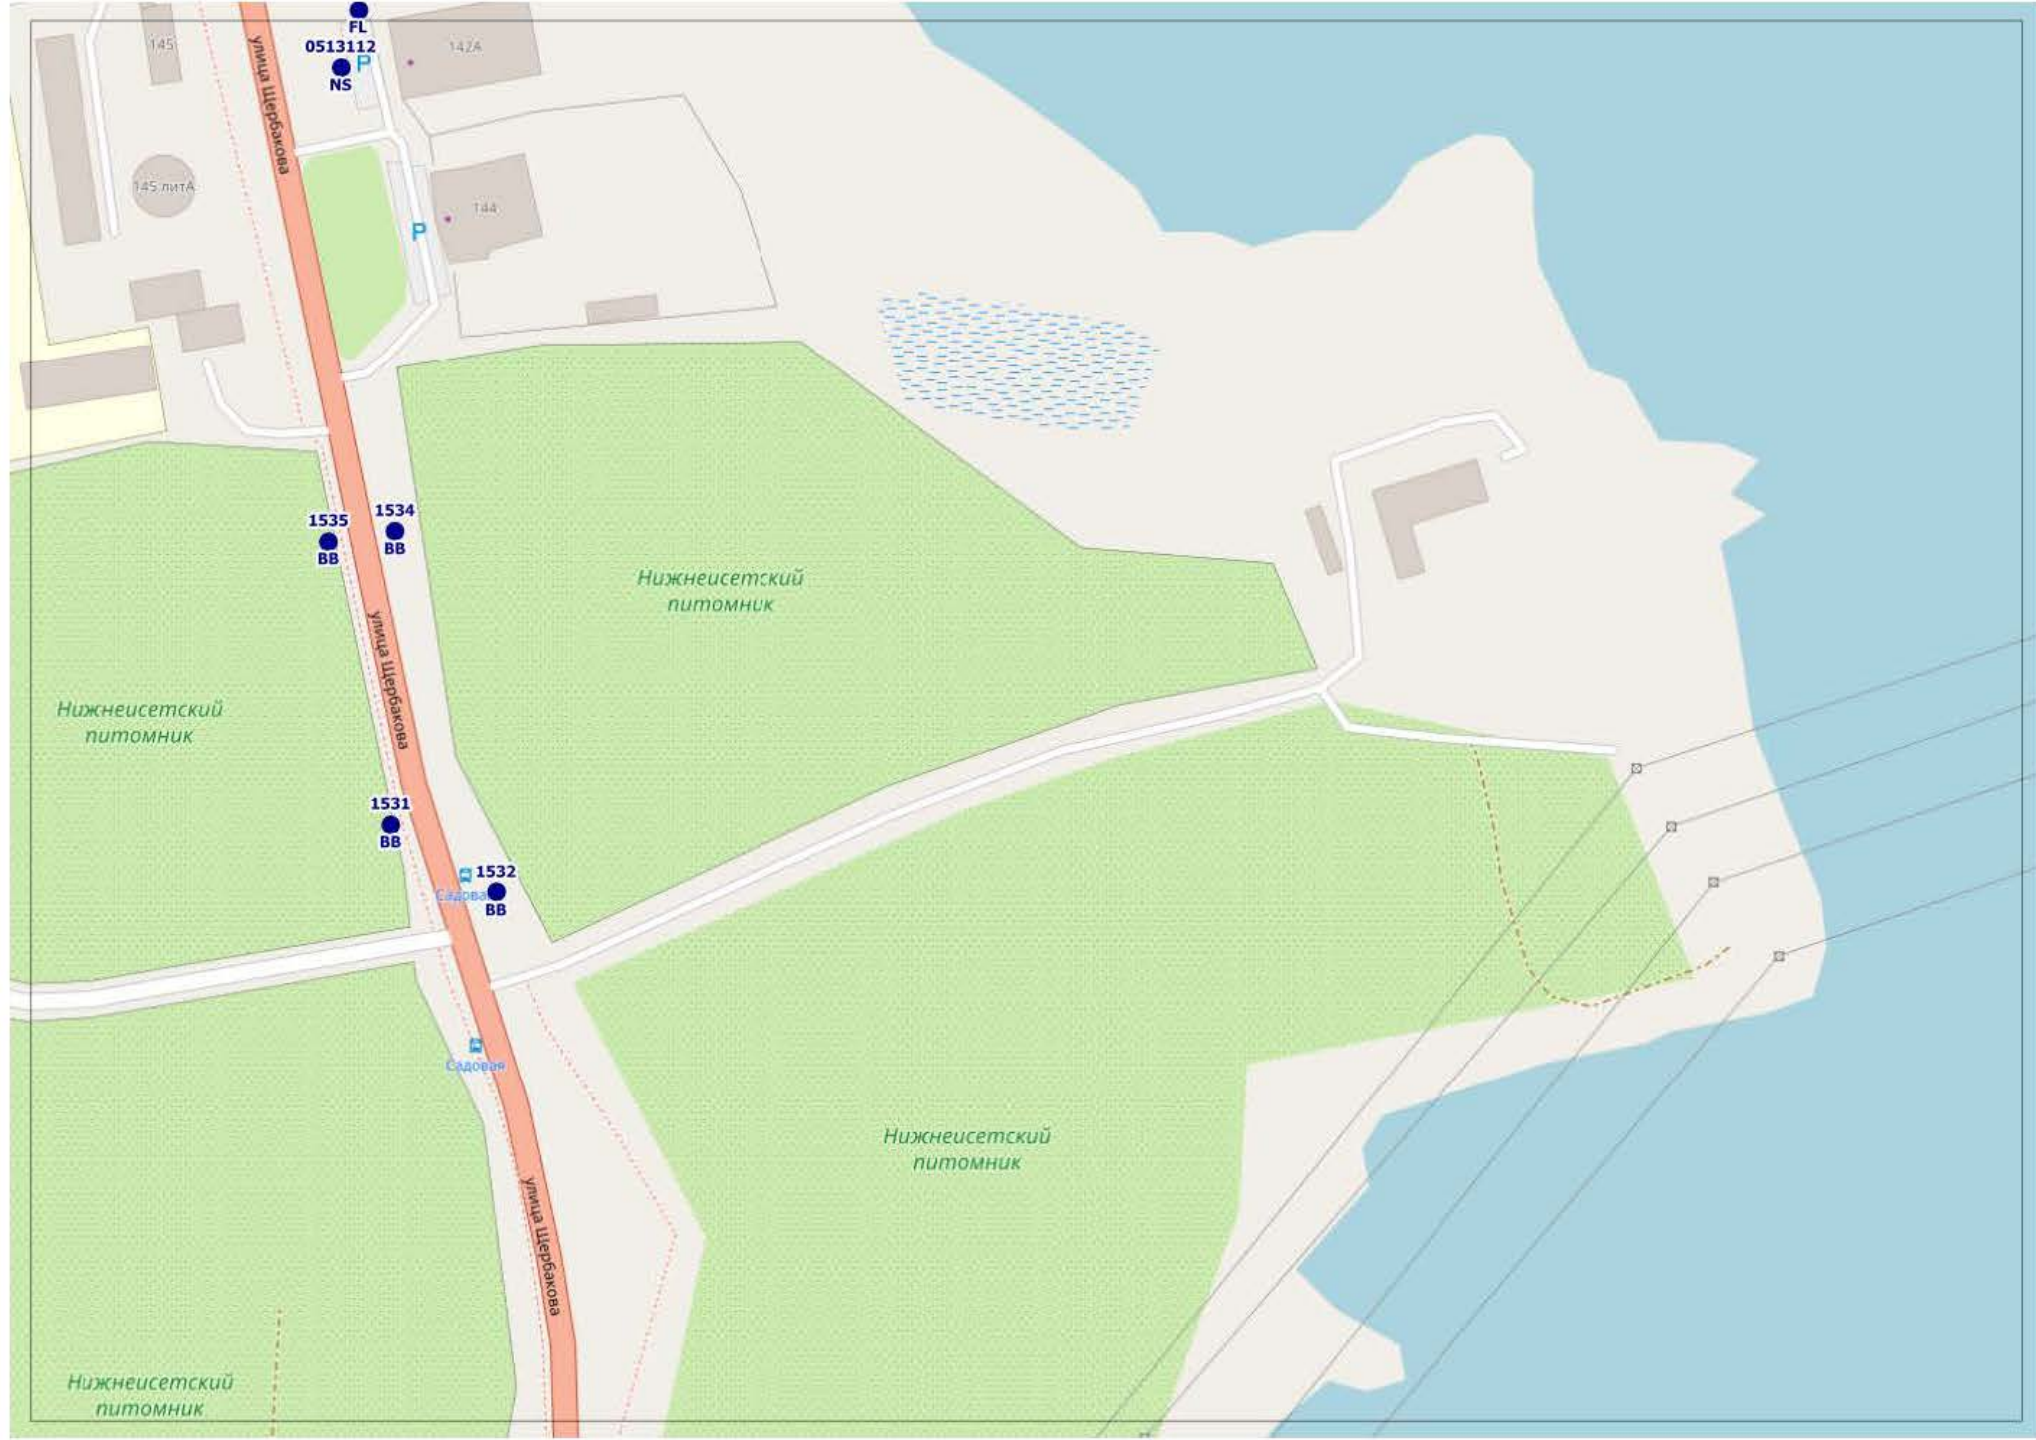 FL
0513112
P
NS
145
142А
улица Щербакова
145 литА
144
P
1535
BB
1534
BB
Нижнеисетский
питомник
улица Щербакова
Нижнеисетский
питомник
1531
BB
1532
BB
Садовая
Садовая
Нижнеисетский
питомник
улица Щербакова
Нижнеисетский
питомник